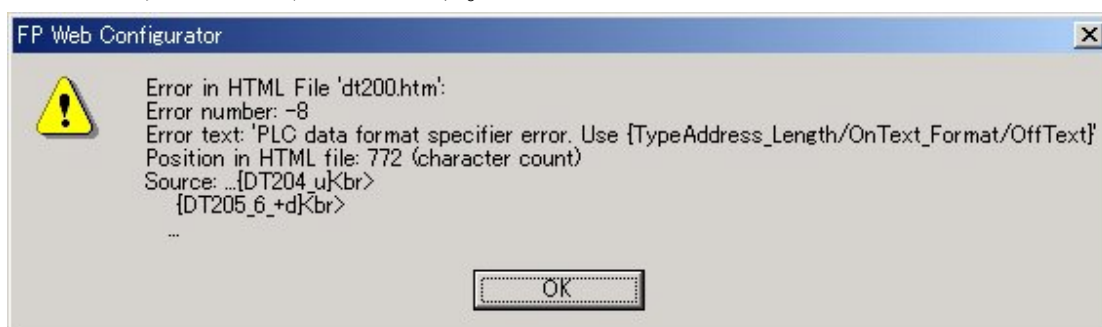 FP Web Configurator
Error in HTML File 'dt200.htm':
Error number: -8
Error text: 'PLC data format specifier error. Use {TypeAddress_Length/OnText_Format/OffText}'
Position in HTML file: 772 (character count)
Source: ...{DT204_u}<br>
{DT205_6_+d}<br>
...
OK